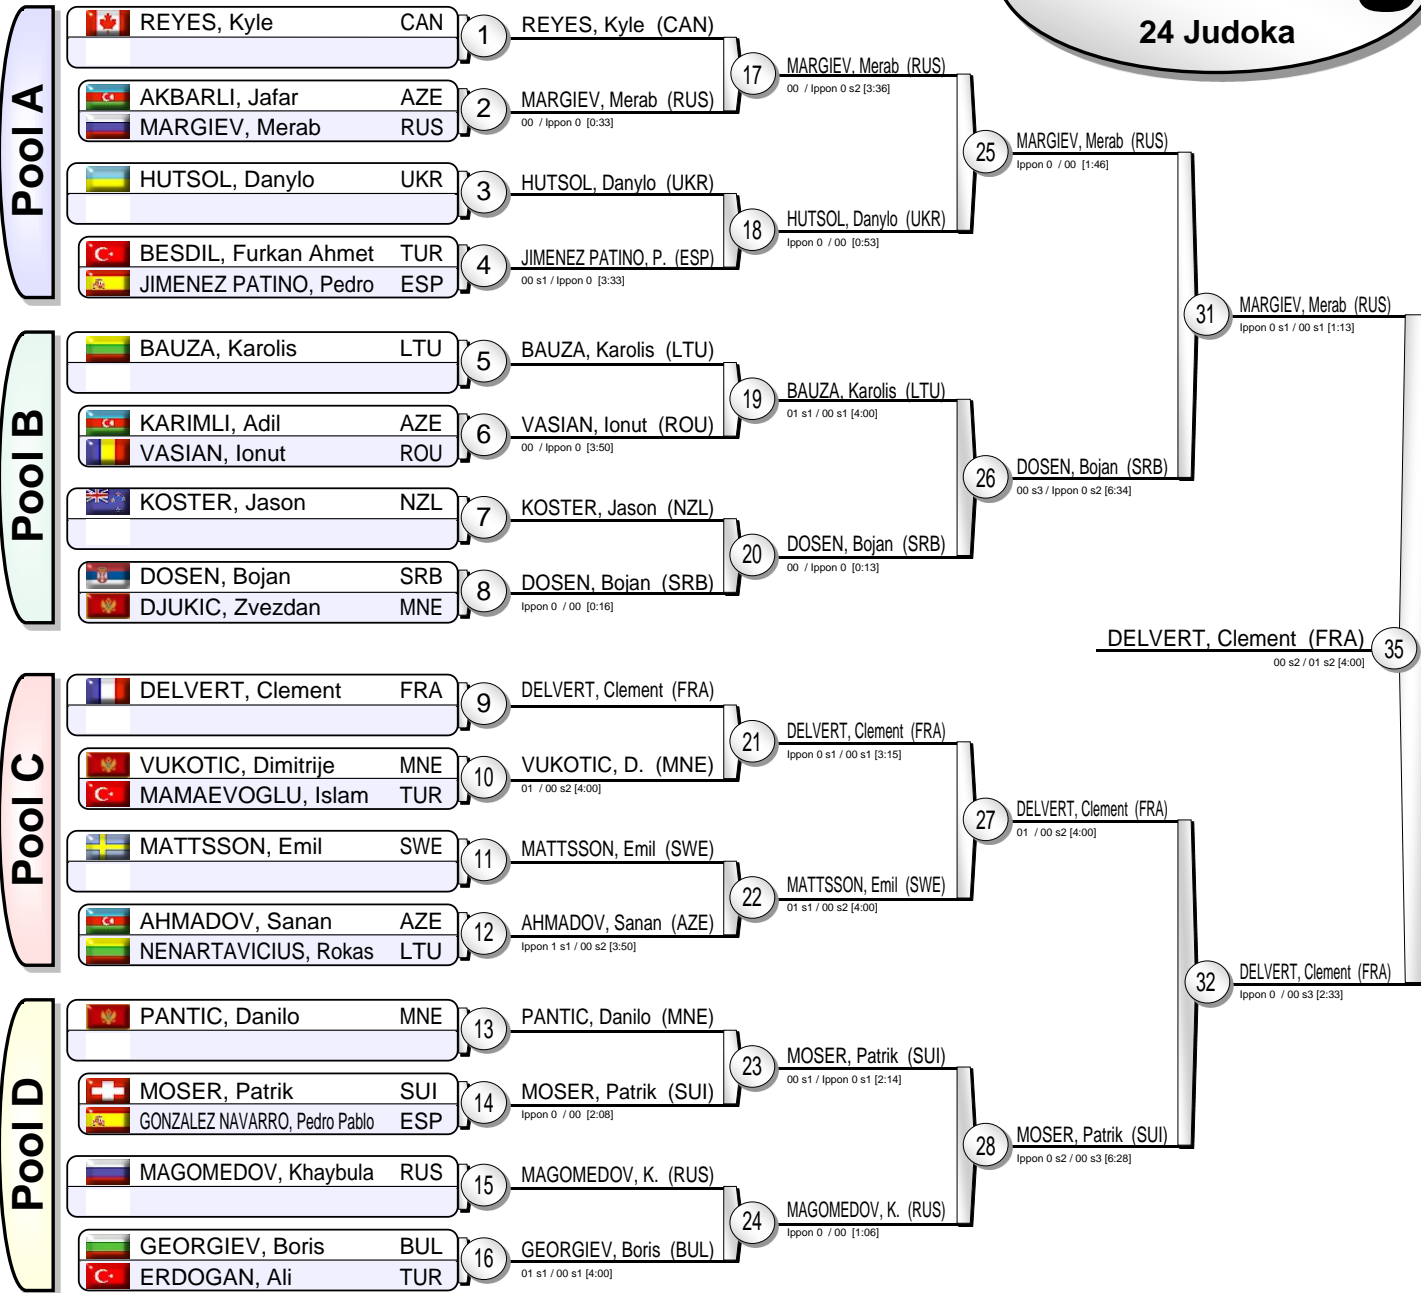 24 Judoka
Pool A
REYES, Kyle CAN
1
AKBARLI, Jafar AZE
MARGIEV, Merab RUS
2
HUTSOL, Danylo UKR
3
BESDIL, Furkan Ahmet TUR
JIMENEZ PATINO, Pedro ESP
4
Pool B
BAUZA, Karolis LTU
5
KARIMLI, Adil AZE
VASIAN, Ionut ROU
6
KOSTER, Jason NZL
7
DOSEN, Bojan SRB
DJUKIC, Zvezdan MNE
8
Pool C
DELVERT, Clement FRA
9
VUKOTIC, Dimitrije MNE
MAMAEVOGLU, Islam TUR
10
MATTSSON, Emil SWE
11
AHMADOV, Sanan AZE
NENARTAVICIUS, Rokas LTU
12
Pool D
PANTIC, Danilo MNE
13
MOSER, Patrik SUI
GONZALEZ NAVARRO, Pedro Pablo ESP
14
MAGOMEDOV, Khaybula RUS
15
GEORGIEV, Boris BUL
ERDOGAN, Ali TUR
16
REYES, Kyle (CAN)
MARGIEV, Merab (RUS)
00 / Ippon 0 [0:33]
17
HUTSOL, Danylo (UKR)
JIMENEZ PATINO, P. (ESP)
00 s1 / Ippon 0 [3:33]
18
BAUZA, Karolis (LTU)
VASIAN, Ionut (ROU)
00 / Ippon 0 [3:50]
19
KOSTER, Jason (NZL)
DOSEN, Bojan (SRB)
Ippon 0 / 00 [0:16]
20
DELVERT, Clement (FRA)
VUKOTIC, D. (MNE)
01 / 00 s2 [4:00]
21
MATTSSON, Emil (SWE)
AHMADOV, Sanan (AZE)
Ippon 1 s1 / 00 s2 [3:50]
22
PANTIC, Danilo (MNE)
MOSER, Patrik (SUI)
Ippon 0 / 00 [2:08]
23
MAGOMEDOV, K. (RUS)
GEORGIEV, Boris (BUL)
01 s1 / 00 s1 [4:00]
24
MARGIEV, Merab (RUS)
00 / Ippon 0 s2 [3:36]
HUTSOL, Danylo (UKR)
Ippon 0 / 00 [0:53]
25
BAUZA, Karolis (LTU)
01 s1 / 00 s1 [4:00]
DOSEN, Bojan (SRB)
00 / Ippon 0 [0:13]
26
DELVERT, Clement (FRA)
Ippon 0 s1 / 00 s1 [3:15]
MATTSSON, Emil (SWE)
01 s1 / 00 s2 [4:00]
27
MOSER, Patrik (SUI)
00 s1 / Ippon 0 s1 [2:14]
MAGOMEDOV, K. (RUS)
Ippon 0 / 00 [1:06]
28
MARGIEV, Merab (RUS)
Ippon 0 / 00 [1:46]
DOSEN, Bojan (SRB)
00 s3 / Ippon 0 s2 [6:34]
31
DELVERT, Clement (FRA)
01 / 00 s2 [4:00]
MOSER, Patrik (SUI)
Ippon 0 s2 / 00 s3 [6:28]
32
MARGIEV, Merab (RUS)
Ippon 0 s1 / 00 s1 [1:13]
DELVERT, Clement (FRA)
Ippon 0 / 00 s3 [2:33]
DELVERT, Clement (FRA)
00 s2 / 01 s2 [4:00]
35